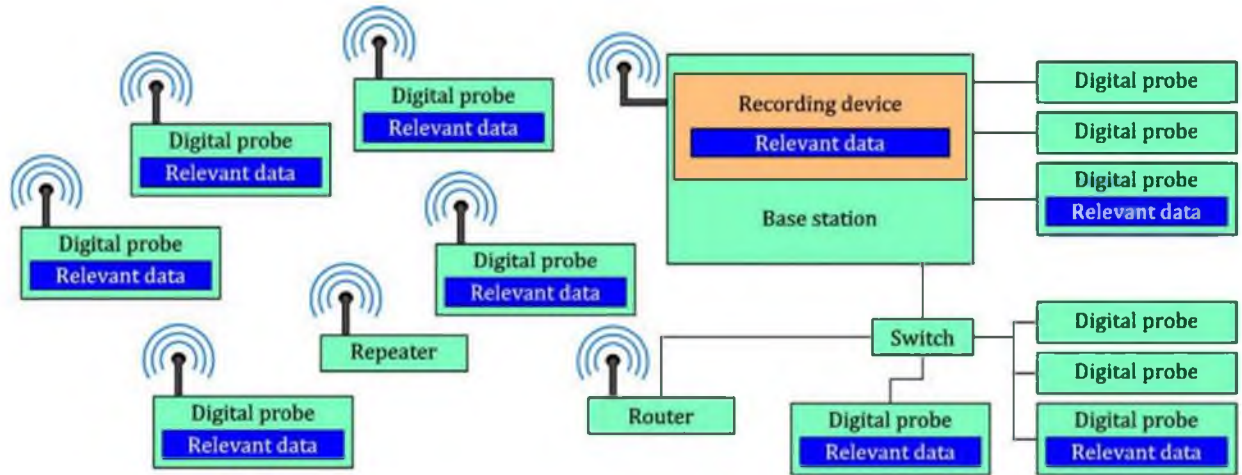 Digital probe
Relevant data
Digital probe
Relevant data
Digital probe
Relevant data
Digital probe
Relevant data
Repeater
Digital probe
Relevant data
Recording device
Relevant data
Base station
Digital probe
Digital probe
Digital probe
Relevant data
Switch
Router
Digital probe
Relevant data
Digital probe
Digital probe
Digital probe
Relevant data